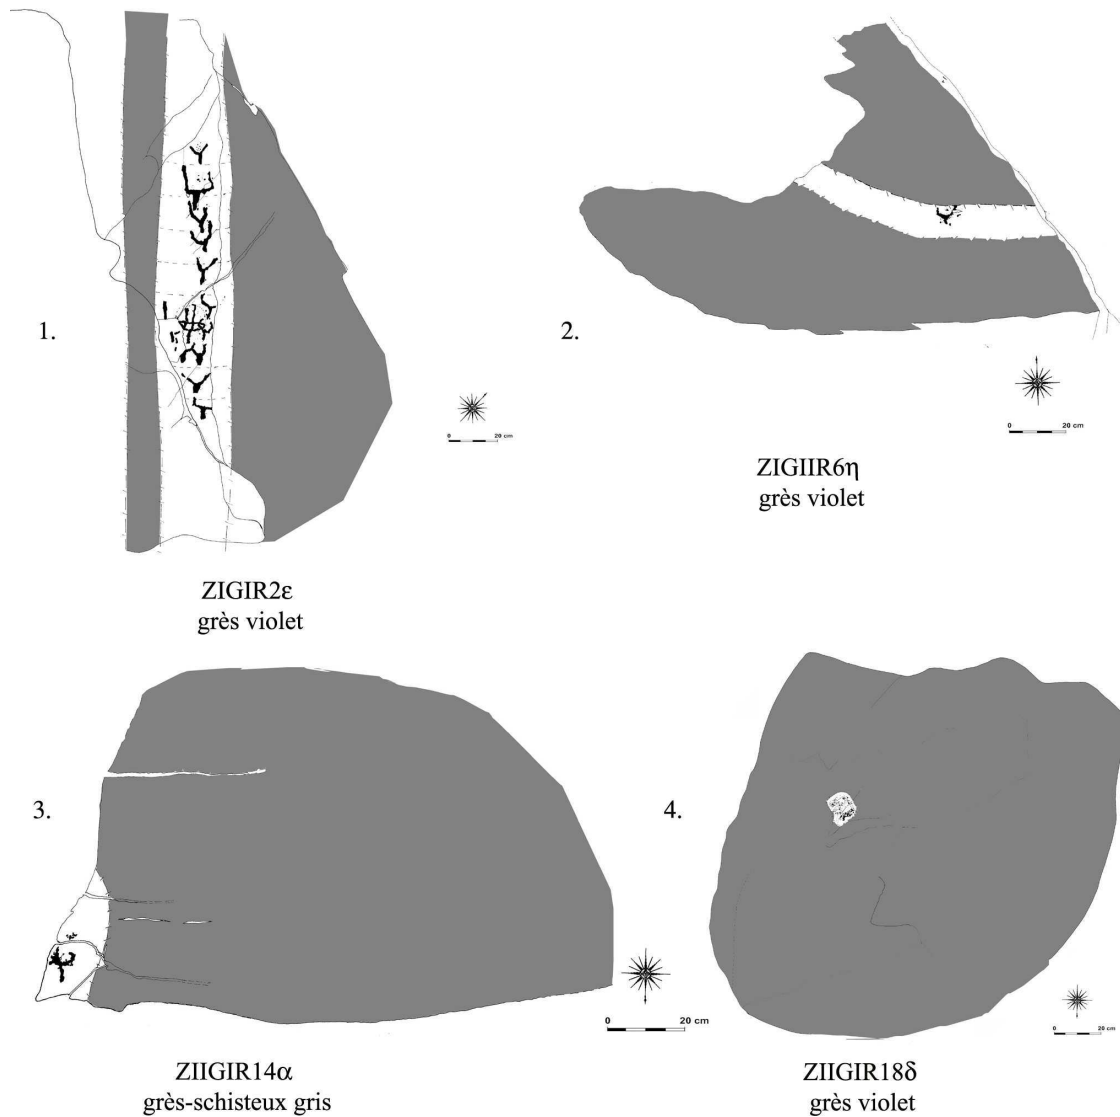 1.
0 20 cm
ZIGIR2ε
grès violet
2.
0 20 cm
ZIGIIR6η
grès violet
3.
0 20 cm
ZIIGIR14α
grès-schisteux gris
4.
0 20 cm
ZIIGIR18δ
grès violet